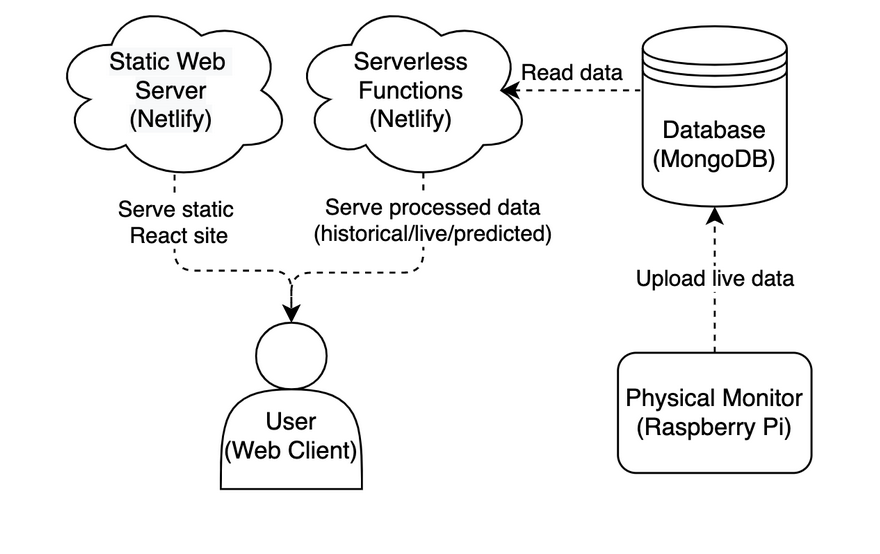 Static Web
Server
(Netlify)
Serverless
Functions
(Netlify)
Read data
Database
(MongoDB)
Serve static
React site
Serve processed data
(historical/live/predicted)
Upload live data
User
(Web Client)
Physical Monitor
(Raspberry Pi)